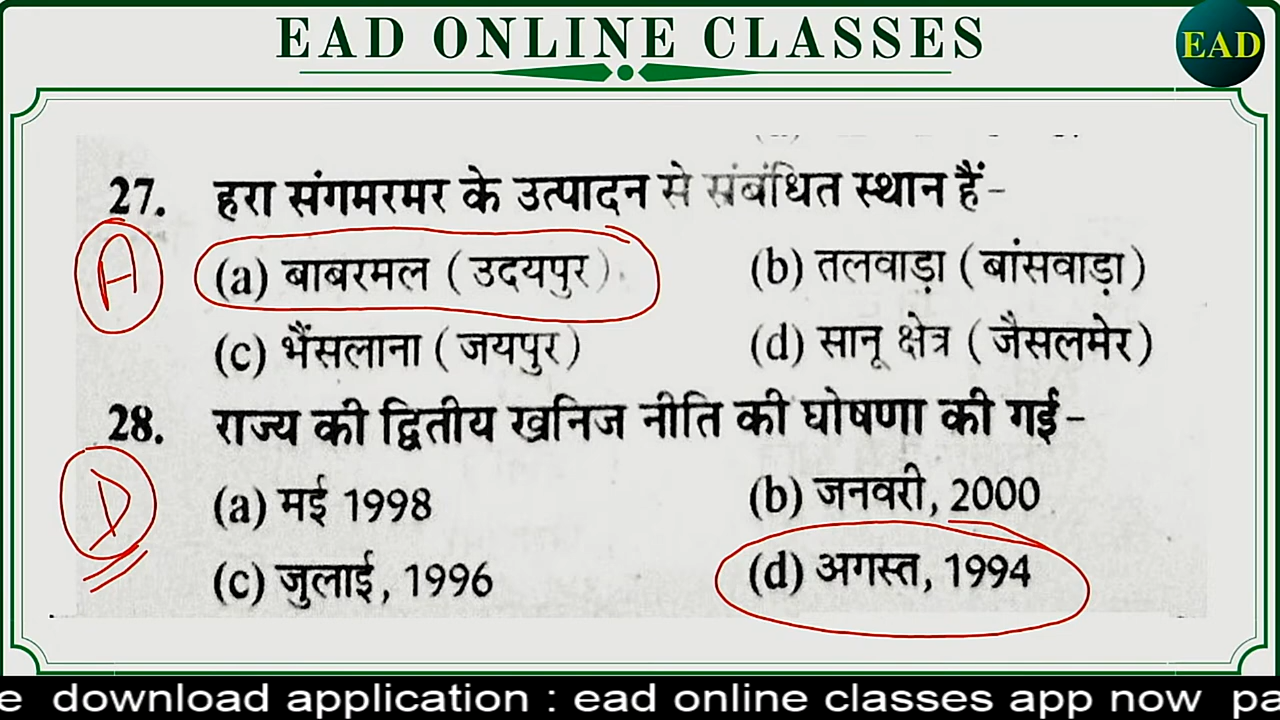 EAD ONLINE CLASSES
EAD
27. हरा संगमरमर के उत्पादन से संबंधित स्थान हैं-
A (a) बाबरमल (उदयपुर) (b) तलवाड़ा (बांसवाड़ा)
(c) भैंसलाना (जयपुर) (d) सानू क्षेत्र (जैसलमेर)
28. राज्य की द्वितीय खनिज नीति की घोषणा की गई-
D (a) मई 1998 (b) जनवरी, 2000
(c) जुलाई, 1996 (d) अगस्त, 1994
e download application : ead online classes app now pa